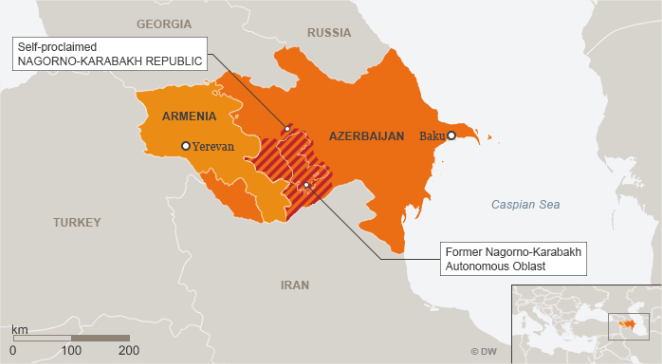 GEORGIA
RUSSIA
Self-proclaimed
NAGORNO-KARABAKH REPUBLIC
ARMENIA
AZERBAIJAN
Baku
Yerevan
Caspian Sea
TURKEY
Former Nagorno-Karabakh
Autonomous Oblast
IRAN
km
0 100 200
© DW